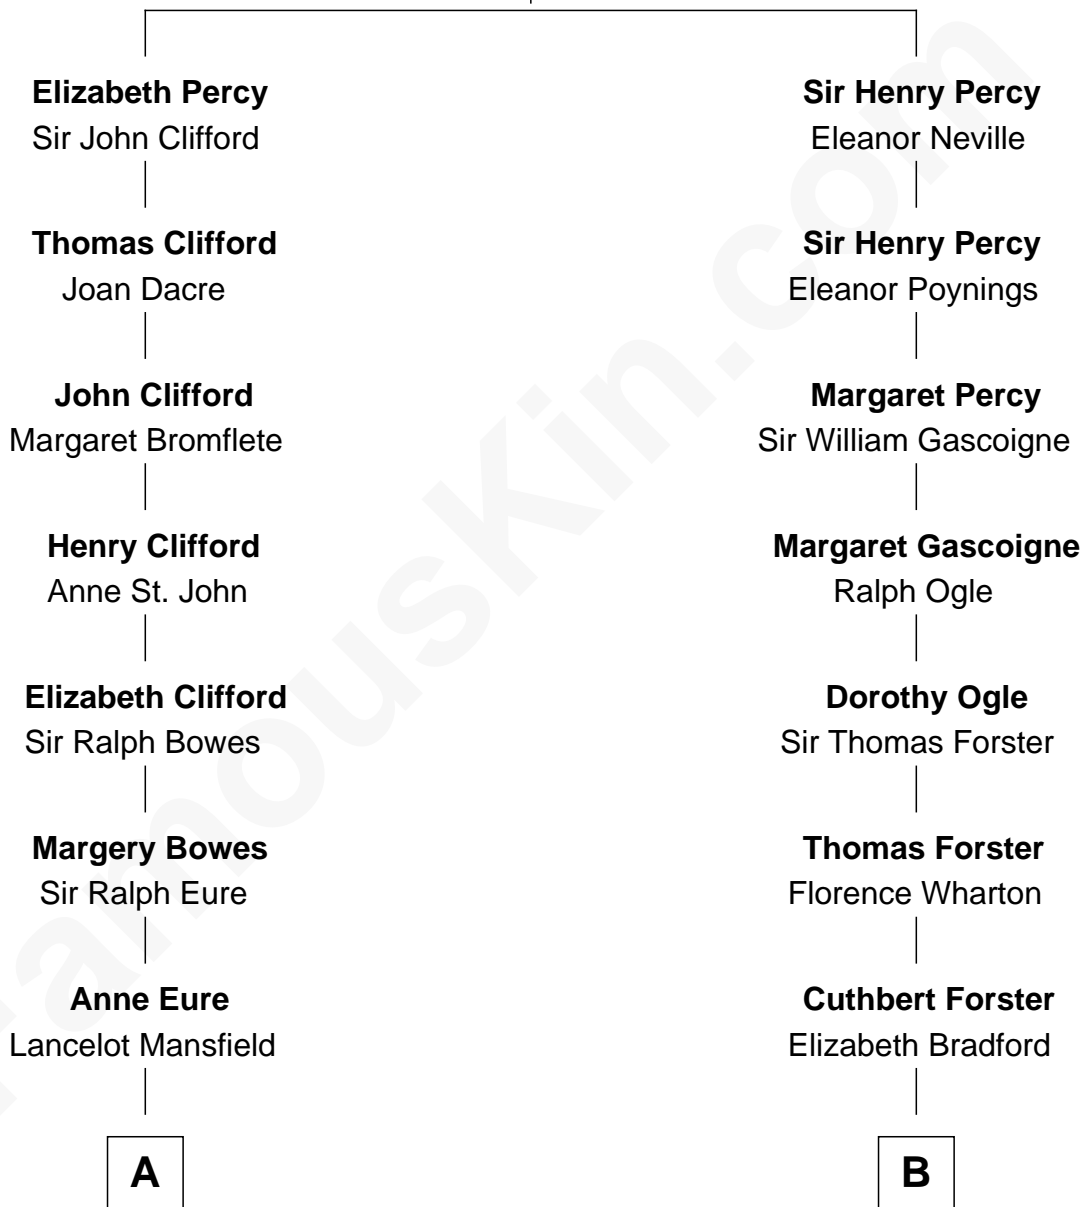 Elizabeth Percy
Sir John Clifford
Thomas Clifford
Joan Dacre
John Clifford
Margaret Bromflete
Henry Clifford
Anne St. John
Elizabeth Clifford
Sir Ralph Bowes
Margery Bowes
Sir Ralph Eure
Anne Eure
Lancelot Mansfield
A
Sir Henry Percy
Eleanor Neville
Sir Henry Percy
Eleanor Poynings
Margaret Percy
Sir William Gascoigne
Margaret Gascoigne
Ralph Ogle
Dorothy Ogle
Sir Thomas Forster
Thomas Forster
Florence Wharton
Cuthbert Forster
Elizabeth Bradford
B
FamousKin.com